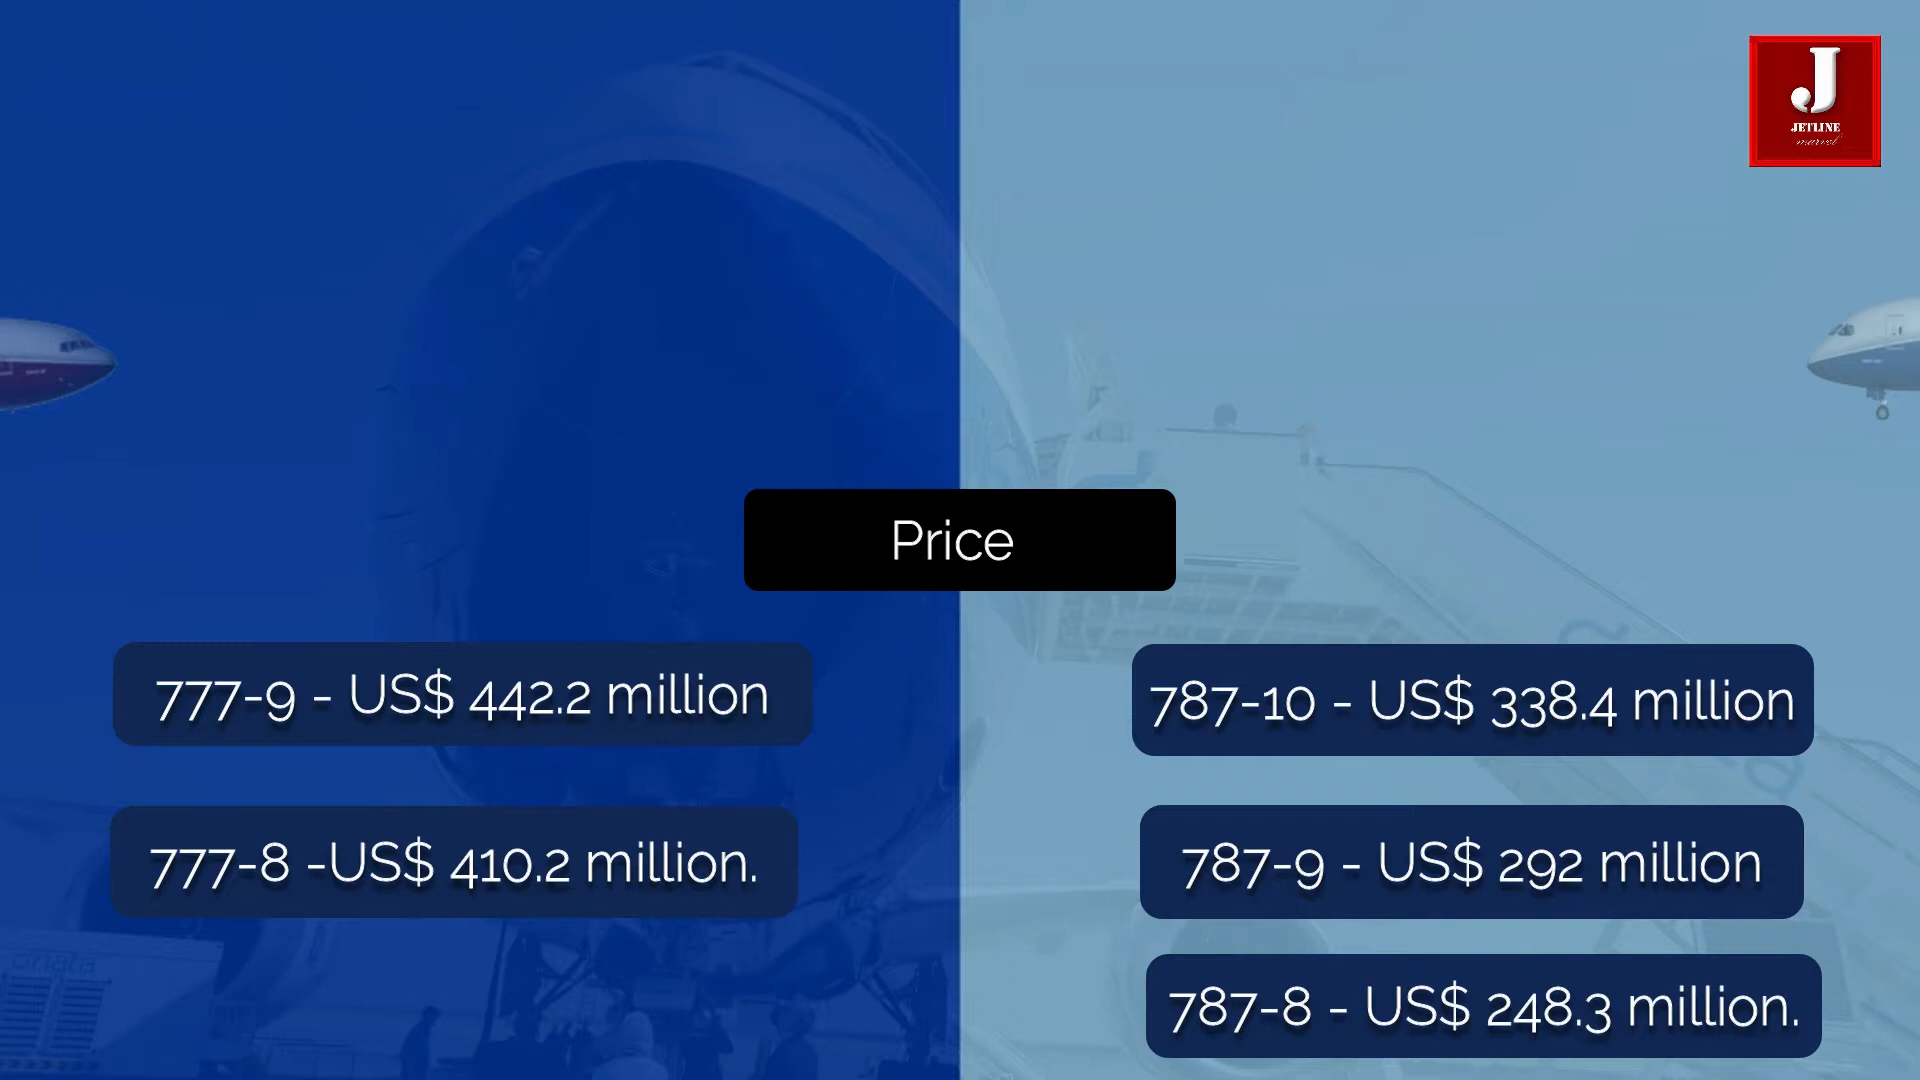 J
JETLINE
marvel
Price
777-9 - US$ 442.2 million
777-8 -US$ 410.2 million.
787-10 - US$ 338.4 million
787-9 - US$ 292 million
787-8 - US$ 248.3 million.